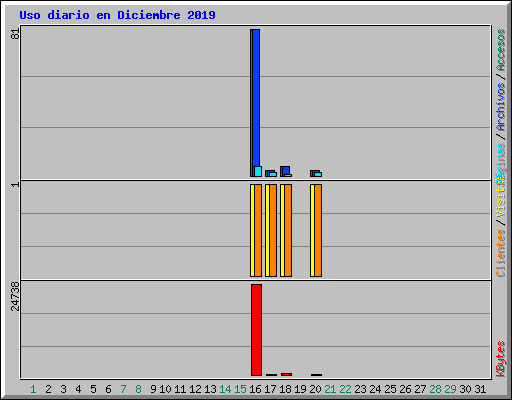 Uso diario en Diciembre 2019
81
1
24738
Páginas / Archivos / Accesos
Clientes / Visitas
KBytes
1 2 3 4 5 6 7 8 9 10 11 12 13 14 15 16 17 18 19 20 21 22 23 24 25 26 27 28 29 30 31